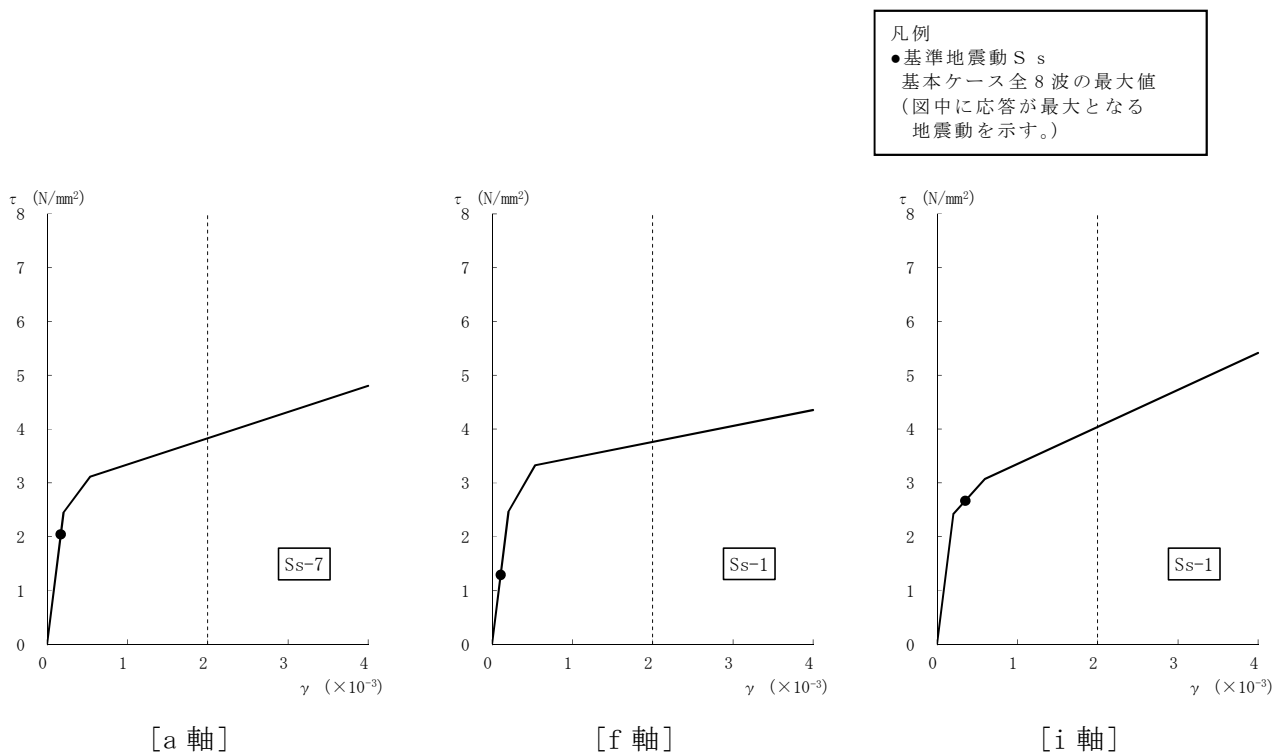 凡例
●基準地震動Ｓｓ
基本ケース全８波の最大値
（図中に応答が最大となる
地震動を示す。）
τ (N/mm²)
8
7
6
5
4
3
2
1
0
0 1 2 3 4
γ (×10⁻³)
Ss-7
[a 軸]
τ (N/mm²)
8
7
6
5
4
3
2
1
0
0 1 2 3 4
γ (×10⁻³)
Ss-1
[f 軸]
τ (N/mm²)
8
7
6
5
4
3
2
1
0
0 1 2 3 4
γ (×10⁻³)
Ss-1
[i 軸]